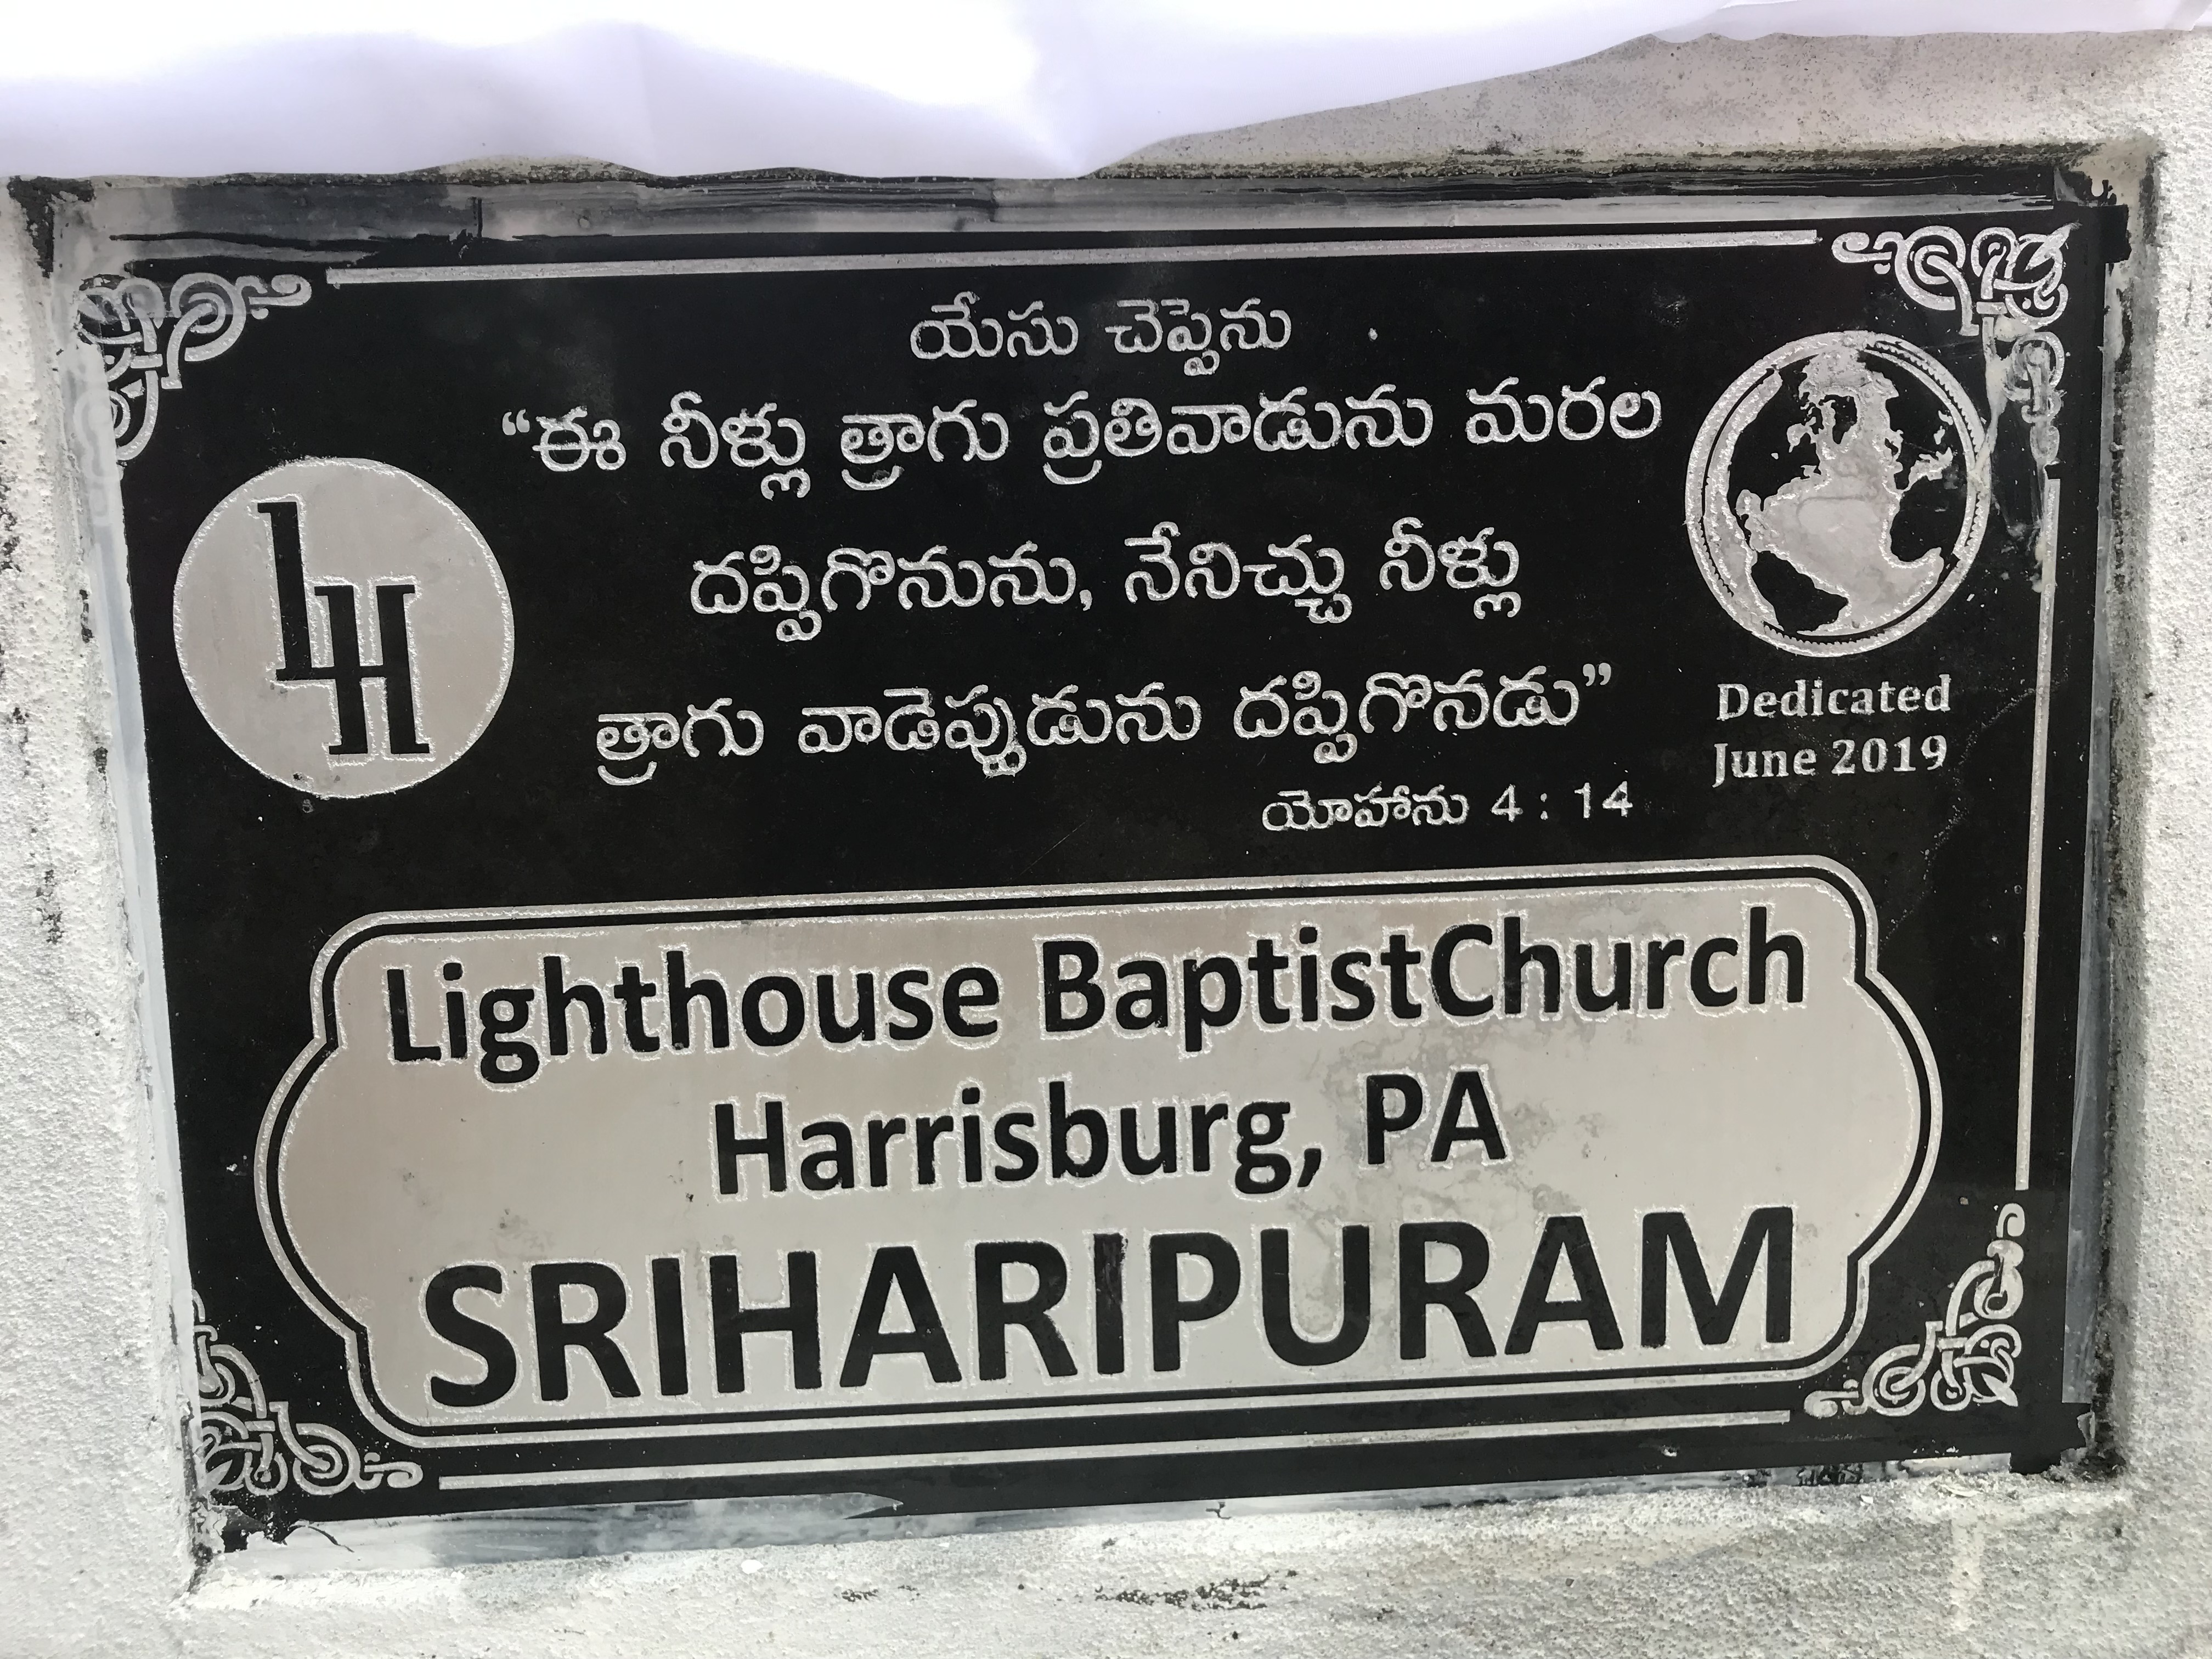 యేసు చెప్పెను
“ఈ నీళ్లు త్రాగు ప్రతివాడును మరల
దప్పిగొనును, నేనిచ్చు నీళ్లు
త్రాగు వాడెప్పుడును దప్పిగొనడు”
యోహాను 4 : 14
LH
Dedicated
June 2019
Lighthouse BaptistChurch
Harrisburg, PA
SRIHARIPURAM